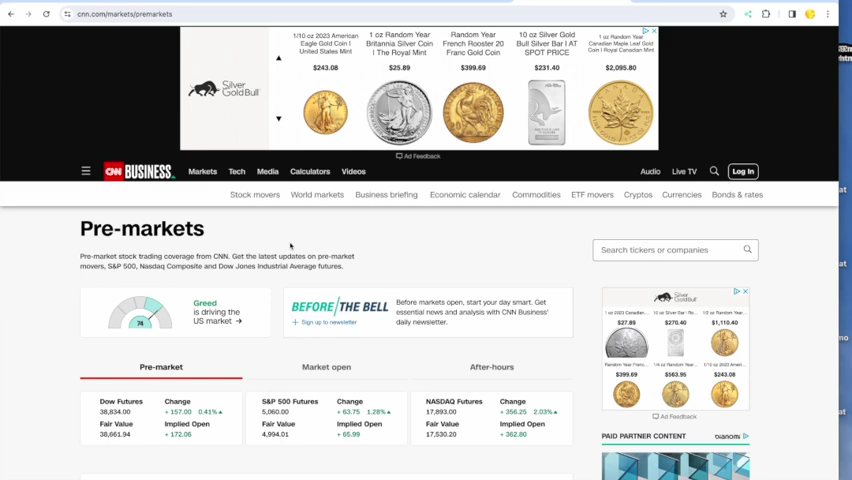 cnn.com/markets/premarkets
1/10 oz 2023 American Eagle Gold Coin | United States Mint
$243.08
1 oz Random Year Britannia Silver Coin | The Royal Mint
$25.89
Random Year French Rooster 20 Franc Gold Coin
$399.69
10 oz Silver Gold Bull Silver Bar | AT SPOT PRICE
$231.40
1 oz Random Year Canadian Maple Leaf Gold Coin | Royal Canadian Mint
$2,095.80
Silver Gold Bull
Ad Feedback
CNN BUSINESS
Markets Tech Media Calculators Videos
Audio Live TV Log In
Stock movers World markets Business briefing Economic calendar Commodities ETF movers Cryptos Currencies Bonds & rates
Pre-markets
Pre-market stock trading coverage from CNN. Get the latest updates on pre-market
movers, S&P 500, Nasdaq Composite and Dow Jones Industrial Average futures.
Search tickers or companies
74
Greed
is driving the
US market →
BEFORE THE BELL
+ Sign up to newsletter
Before markets open, start your day smart. Get
essential news and analysis with CNN Business'
daily newsletter.
Silver Gold Bull
$27.89 $270.40 $1,110.40
$399.69 $563.95 $243.08
Ad Feedback
Pre-market Market open After-hours
Dow Futures Change
38,834.00 + 157.00 0.41%
Fair Value Implied Open
38,661.94 + 172.06
S&P 500 Futures Change
5,060.00 + 63.75 1.28%
Fair Value Implied Open
4,994.01 + 65.99
NASDAQ Futures Change
17,893.00 + 356.25 2.03%
Fair Value Implied Open
17,530.20 + 362.80
PAID PARTNER CONTENT